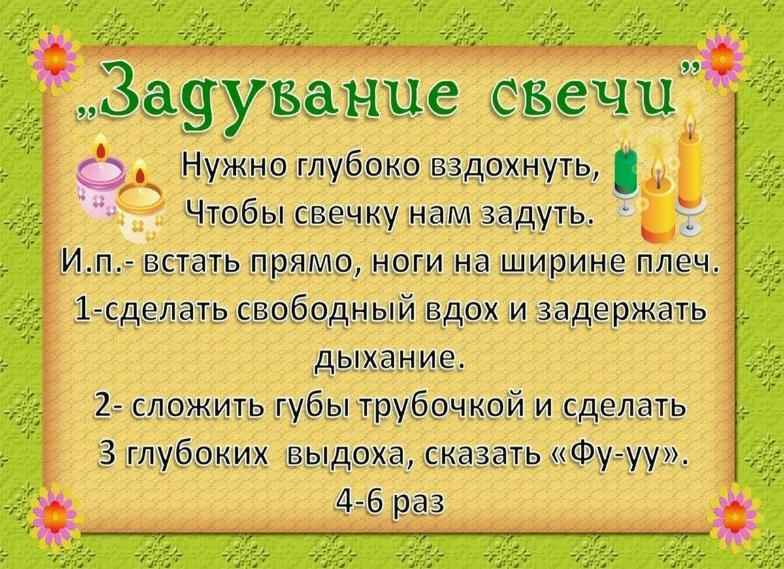 „Задувание свечи”
Нужно глубоко вздохнуть,
Чтобы свечку нам задуть.
И.п.- встать прямо, ноги на ширине плеч.
1-сделать свободный вдох и задержать
дыхание.
2- сложить губы трубочкой и сделать
3 глубоких выдоха, сказать «Фу-уу».
4-6 раз